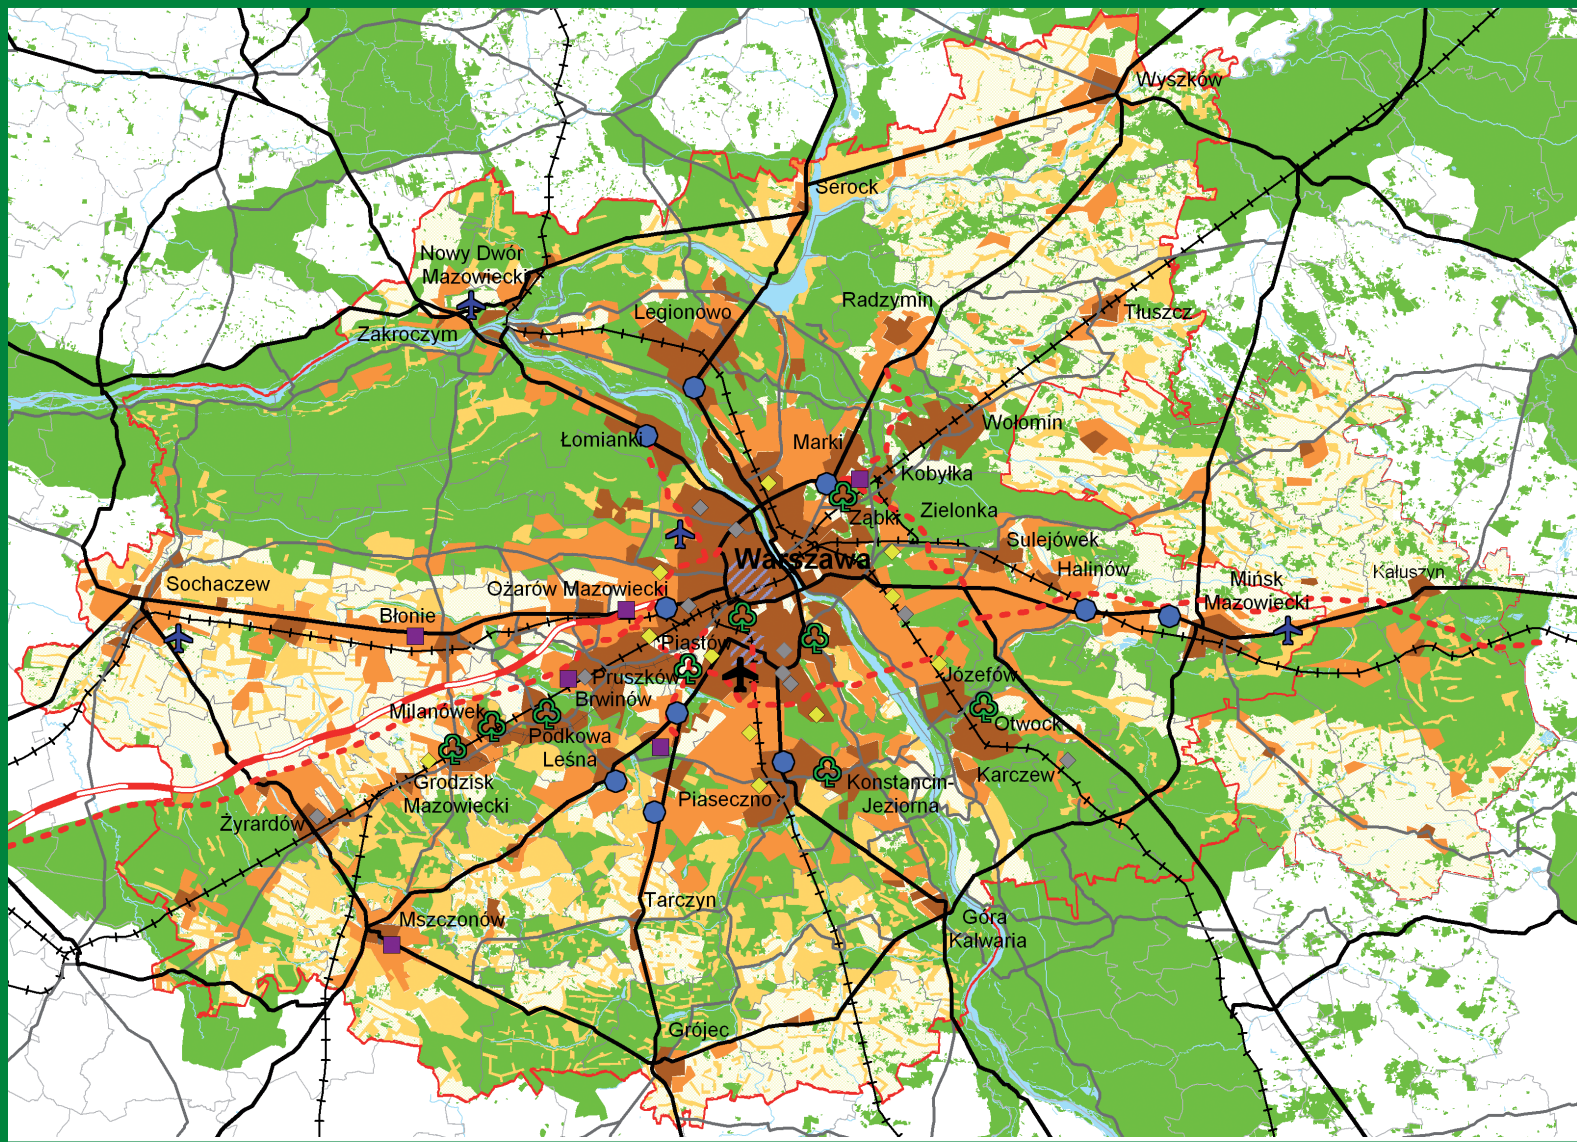 Wyszków
Serock
Nowy Dwór
Mazowiecki
Radzymin
Legionowo
Tłuszcz
Zakroczym
Wołomin
Łomianki
Marki
Kobyłka
Zielonka
Ząbki
Sulejówek
Warszawa
Halinów
Kałuszyn
Mińsk
Mazowiecki
Sochaczew
Ożarów Mazowiecki
Błonie
Piastów
Pruszków
Józefów
Brwinów
Milanówek
Otwock
Podkowa
Leśna
Karczew
Grodzisk
Mazowiecki
Konstancin-
Jeziorna
Piaseczno
Żyrardów
Tarczyn
Mszczonów
Góra
Kalwaria
Grójec